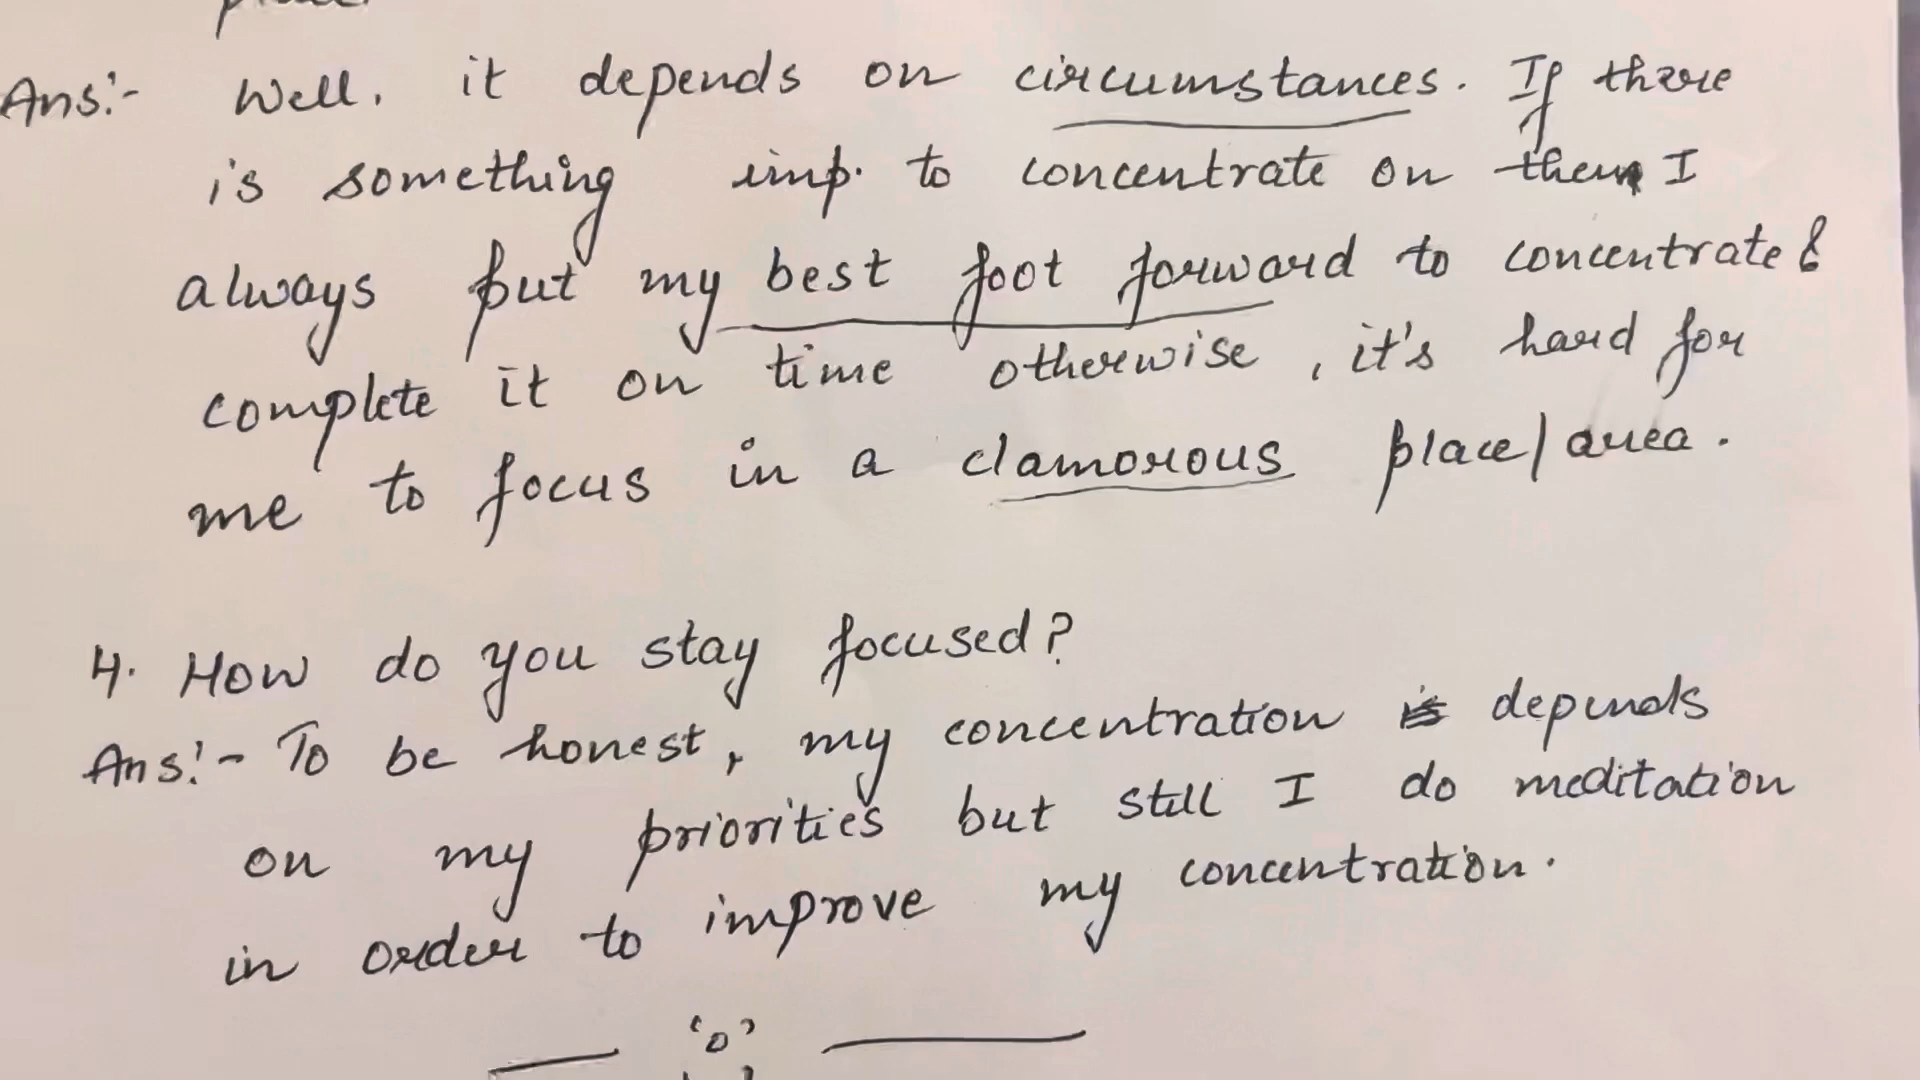 Ans:- Well, it depends on circumstances. If there
is something imp. to concentrate on then I
always put my best foot forward to concentrate &
complete it on time otherwise, it's hard for
me to focus in a clamorous place/area.
4. How do you stay focused?
Ans:- To be honest, my concentration is depends
on my priorities but still I do meditation
in order to improve my concentration.